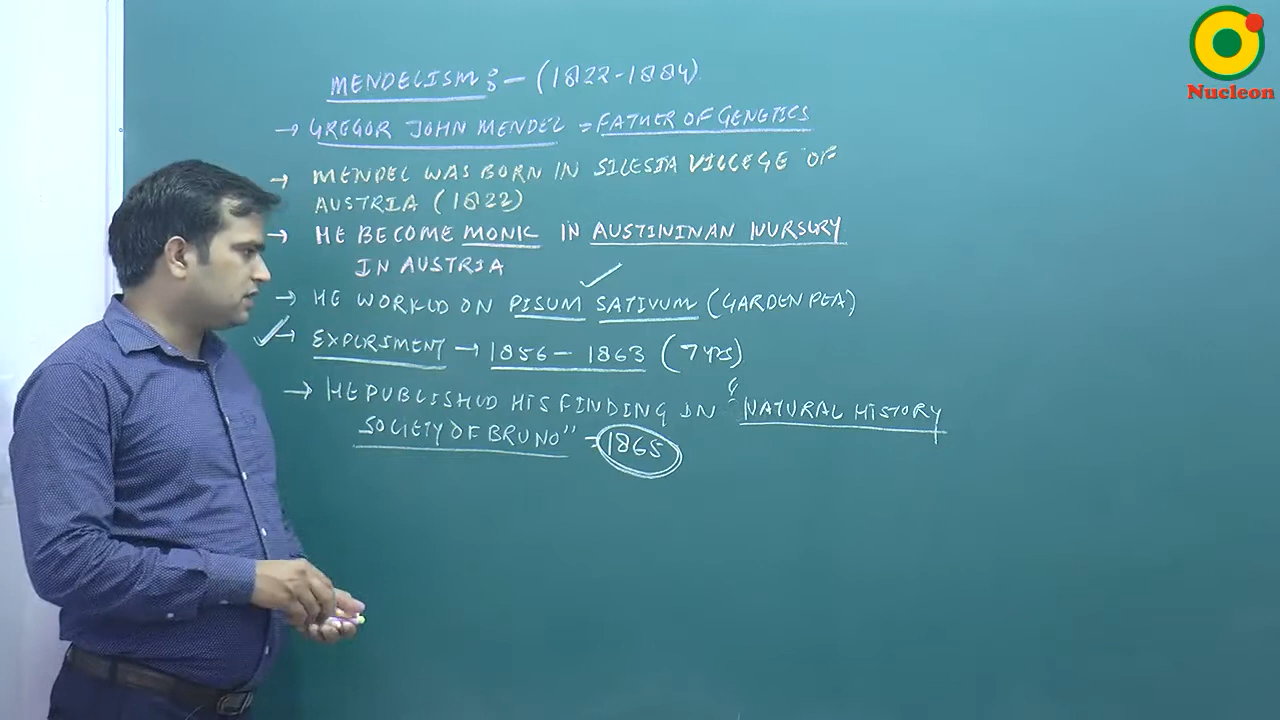 Nucleon
MENDELISM :- (1822-1884)
→ GREGOR JOHN MENDEL = FATHER OF GENETICS
→ MENDEL WAS BORN IN SILESIA VILLEGE OF
AUSTRIA (1822)
→ HE BECOME MONK IN AUSTININAN NURSURY
IN AUSTRIA
→ HE WORKED ON PISUM SATIVUM (GARDEN PEA)
→ EXPERIMENT → 1856 - 1863 (7 YRS)
→ HE PUBLISHED HIS FINDING IN "NATURAL HISTORY
SOCIETY OF BRUNO" = 1865